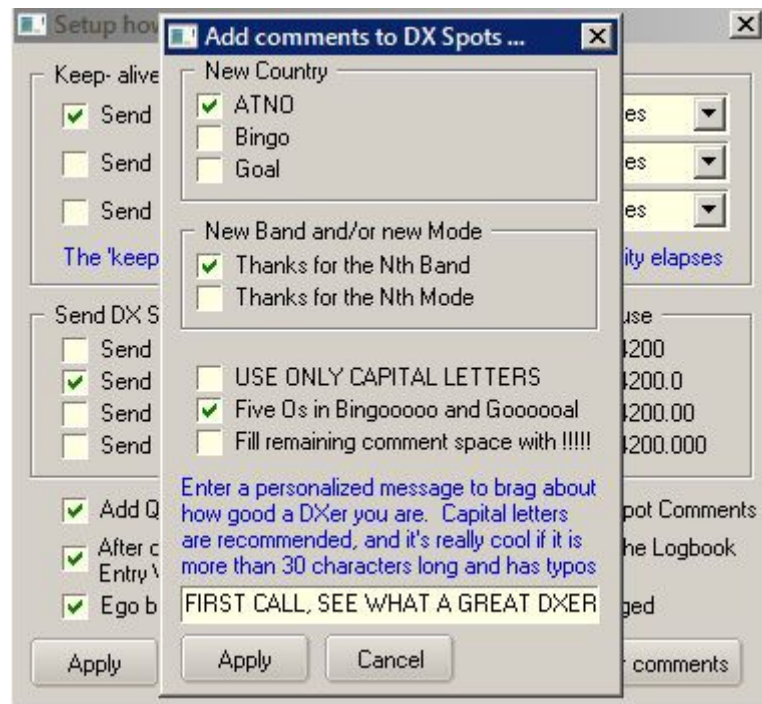 Setup how
Add comments to DX Spots ...
Keep- alive
New Country
Send
ATNO
es
Bingo
Send
es
Goal
Send
es
New Band and/or new Mode
The 'keep
ity elapses
Thanks for the Nth Band
Thanks for the Nth Mode
Send DX S
use
Send
4200
USE ONLY CAPITAL LETTERS
Send
4200.0
Five Os in Bingooooo and Goooooal
Send
4200.00
Fill remaining comment space with !!!!!
Send
4200.000
Enter a personalized message to brag about
how good a DXer you are. Capital letters
are recommended, and it's really cool if it is
more than 30 characters long and has typos
Add Q
pot Comments
After c
he Logbook
Entry V
FIRST CALL, SEE WHAT A GREAT DXER
Ego b
ged
Apply
Apply
Cancel
comments